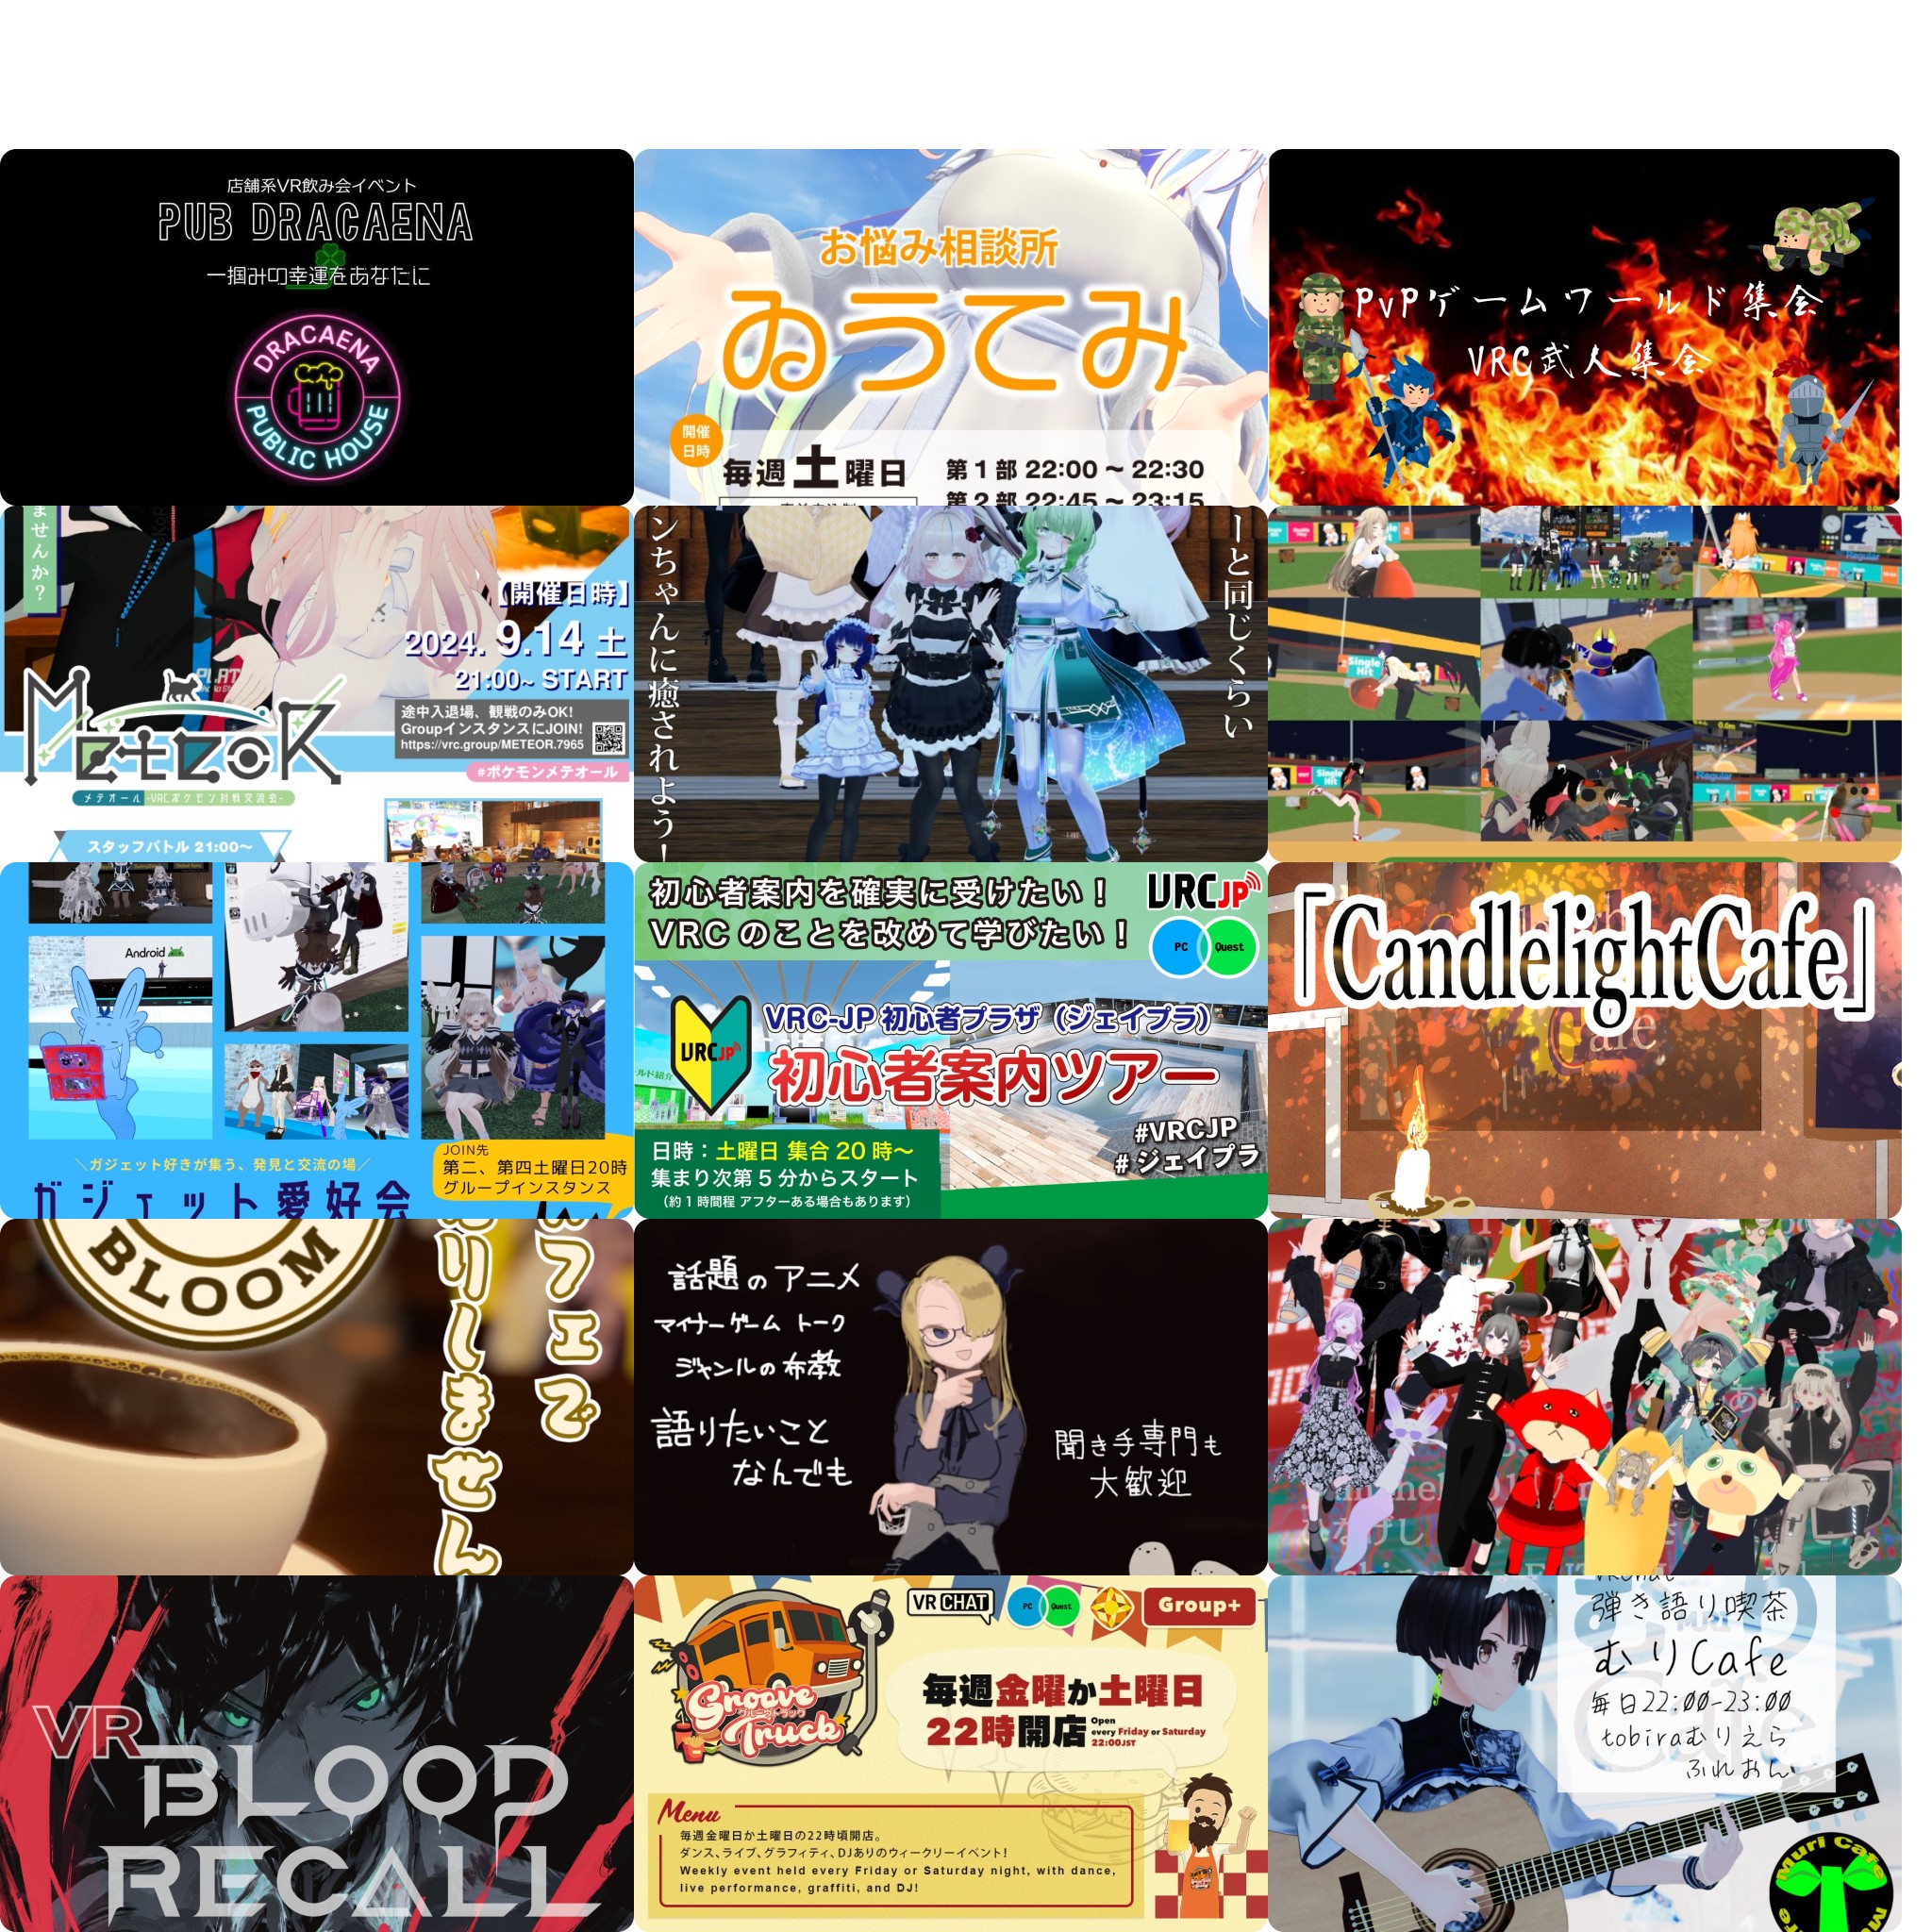 店舗系VR飲み会イベント
PUB DRACAENA
一掴みの幸運をあなたに
DRACAENA
PUBLIC HOUSE
お悩み相談所
ゐうてみ
開催
日時
毎週土曜日
第1部 22:00 ~ 22:30
第2部 22:45 ~ 23:15
PvPゲームワールド集会
VRC武人集会
ませんか?
【開催日時】
2024. 9.14 土
21:00~ START
途中入退場、観戦のみOK!
GroupインスタンスにJOIN!
https://vrc.group/METEOR.7965
#ポケモンメテオール
MeteoR
メテオール -VRCポケモン対戦交流会-
スタッフバトル 21:00~
ーと同じくらい
ンちゃんに癒されよう!
Single
Hit
Single
Hit
Regular
Android
JOIN先
第二、第四土曜日20時
グループインスタンス
＼ガジェット好きが集う、発見と交流の場／
ガジェット愛好会
初心者案内を確実に受けたい!
VRCのことを改めて学びたい!
VRCJP
PC Quest
VRC-JP 初心者プラザ（ジェイプラ）
VRCJP
初心者案内ツアー
#VRCJP
#ジェイプラ
日時：土曜日 集合 20 時〜
集まり次第 5 分からスタート
（約 1 時間程 アフターある場合もあります）
「CandlelightCafe」
Cafe
BLOOM
フェで
りしません
話題のアニメ
マイナーゲーム トーク
ジャンルの布教
語りたいこと
なんでも
聞き手専門も
大歓迎
VR
BLOOD
RECALL
VRCHAT
PC Quest
Group+
Groove
グルーヴトラック
Truck
毎週金曜か土曜日
22時開店
Open
every Friday or Saturday
22:00JST
Menu
毎週金曜日か土曜日の22時頃開店。
ダンス、ライブ、グラフィティ、DJありのウィークリーイベント!
Weekly event held every Friday or Saturday night, with dance,
live performance, graffiti, and DJ!
VRChat
弾き語り喫茶
むりCafe
毎日22:00-23:00
tobiraむりえら
ふれおん
Muri Cafe